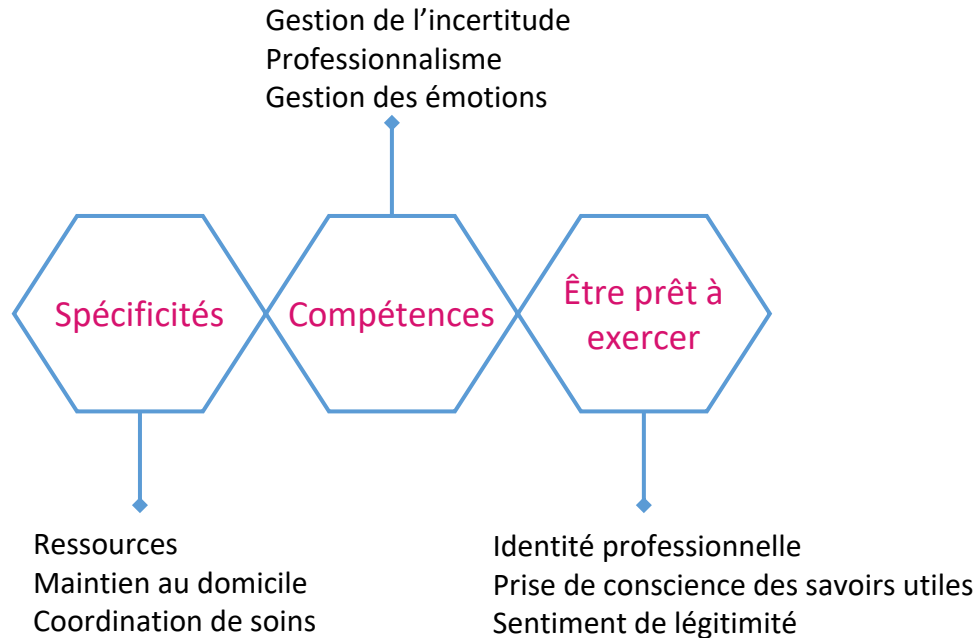 Gestion de l’incertitude
Professionnalisme
Gestion des émotions
Spécificités
Compétences
Être prêt à
exercer
Ressources
Maintien au domicile
Coordination de soins
Identité professionnelle
Prise de conscience des savoirs utiles
Sentiment de légitimité